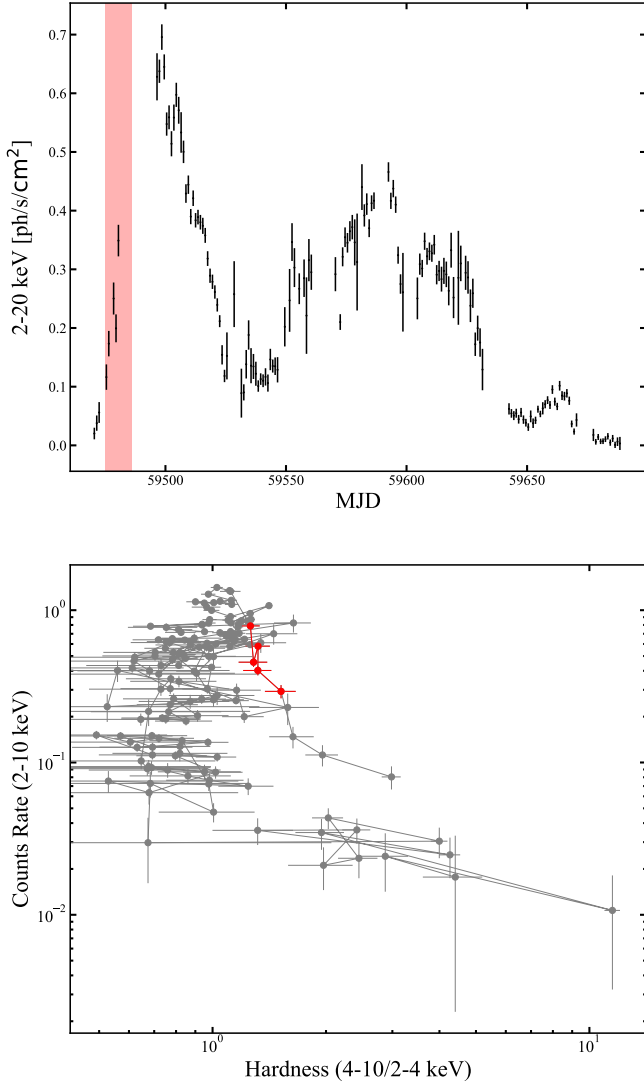 0.7
0.6
0.5
0.4
0.3
0.2
0.1
0.0
2-20 keV [ph/s/cm²]
59500 59550 59600 59650
MJD
10⁰
10⁻¹
10⁻²
Counts Rate (2-10 keV)
10⁰ 10¹
Hardness (4-10/2-4 keV)